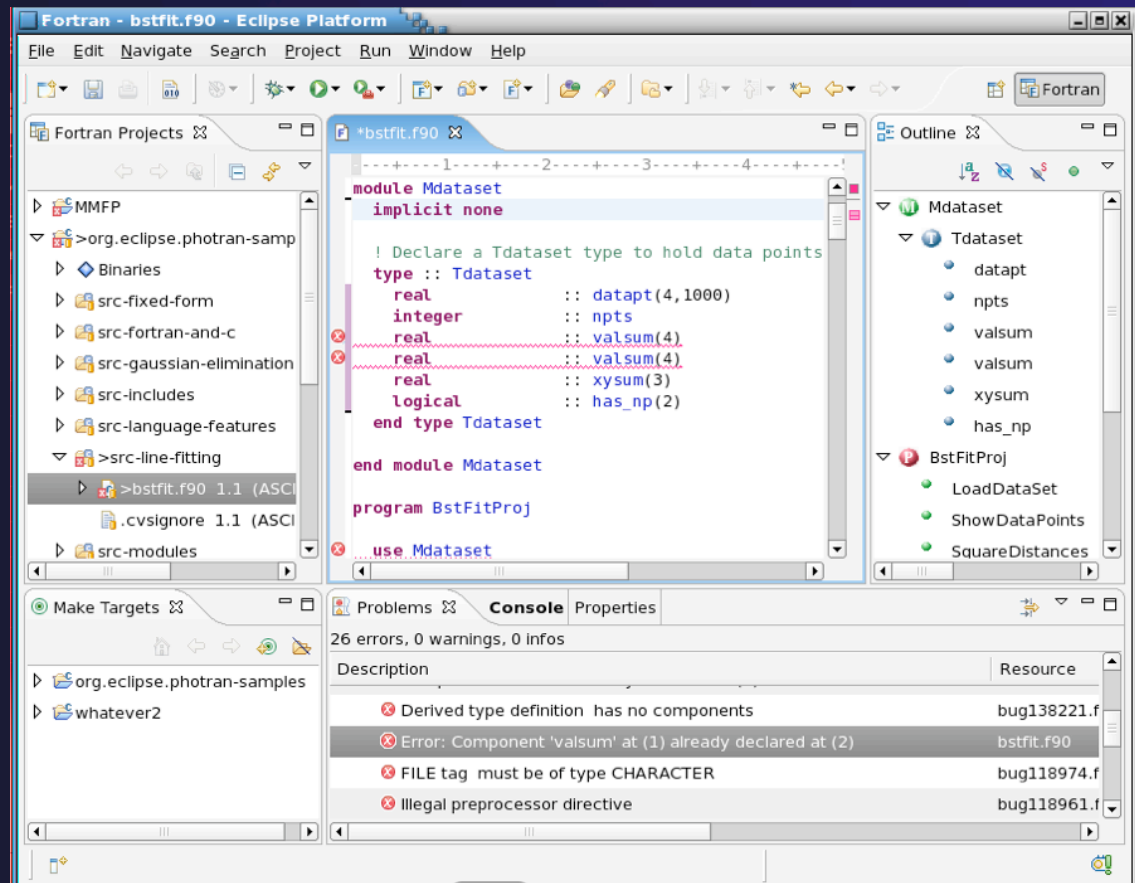 Fortran - bstfit.f90 - Eclipse Platform
File Edit Navigate Search Project Run Window Help
010
Fortran
Fortran Projects
MMFP
>org.eclipse.photran-samp
Binaries
src-fixed-form
src-fortran-and-c
src-gaussian-elimination
src-includes
src-language-features
>src-line-fitting
>bstfit.f90 1.1 (ASCI
.cvsignore 1.1 (ASCI
src-modules
*bstfit.f90
----+----1----+----2----+----3----+----4----+----5
module Mdataset
implicit none
! Declare a Tdataset type to hold data points
type :: Tdataset
real :: datapt(4,1000)
integer :: npts
real :: valsum(4)
real :: valsum(4)
real :: xysum(3)
logical :: has_np(2)
end type Tdataset
end module Mdataset
program BstFitProj
use Mdataset
Outline
Mdataset
Tdataset
datapt
npts
valsum
valsum
xysum
has_np
BstFitProj
LoadDataSet
ShowDataPoints
SquareDistances
Make Targets
org.eclipse.photran-samples
whatever2
Problems Console Properties
26 errors, 0 warnings, 0 infos
Description Resource
Derived type definition has no components bug138221.f
Error: Component 'valsum' at (1) already declared at (2) bstfit.f90
FILE tag must be of type CHARACTER bug118974.f
Illegal preprocessor directive bug118961.f